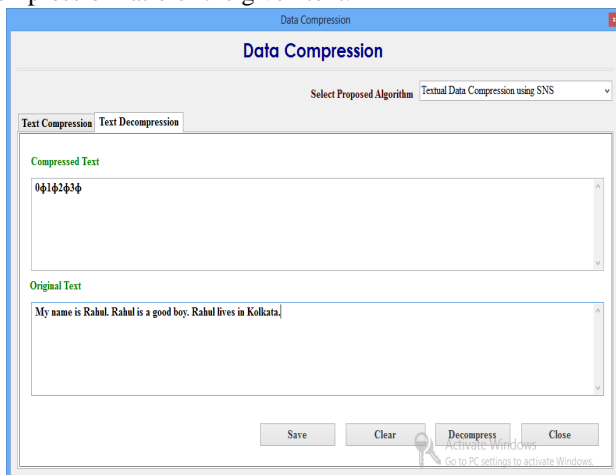 Data Compression
x
Data Compression
Select Proposed Algorithm Textual Data Compression using SNS
Text Compression Text Decompression
Compressed Text
0ф1ф2ф3ф
Original Text
My name is Rahul. Rahul is a good boy. Rahul lives in Kolkata.
Save Clear Decompress Close
Activate Windows
Go to PC settings to activate Windows.